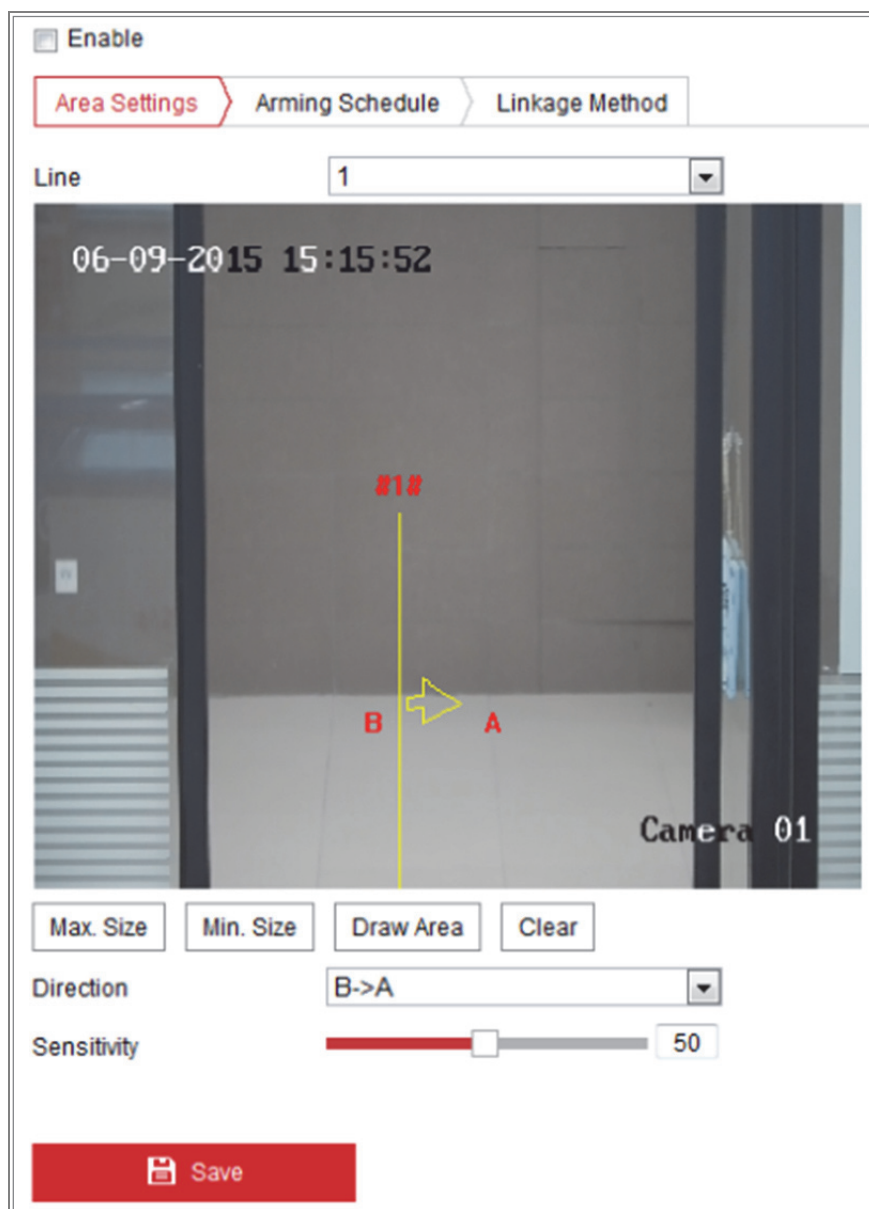 Enable
Area Settings Arming Schedule Linkage Method
Line 1
06-09-2015 15:15:52
#1#
B A
Camera 01
Max. Size Min. Size Draw Area Clear
Direction B->A
Sensitivity 50
Save